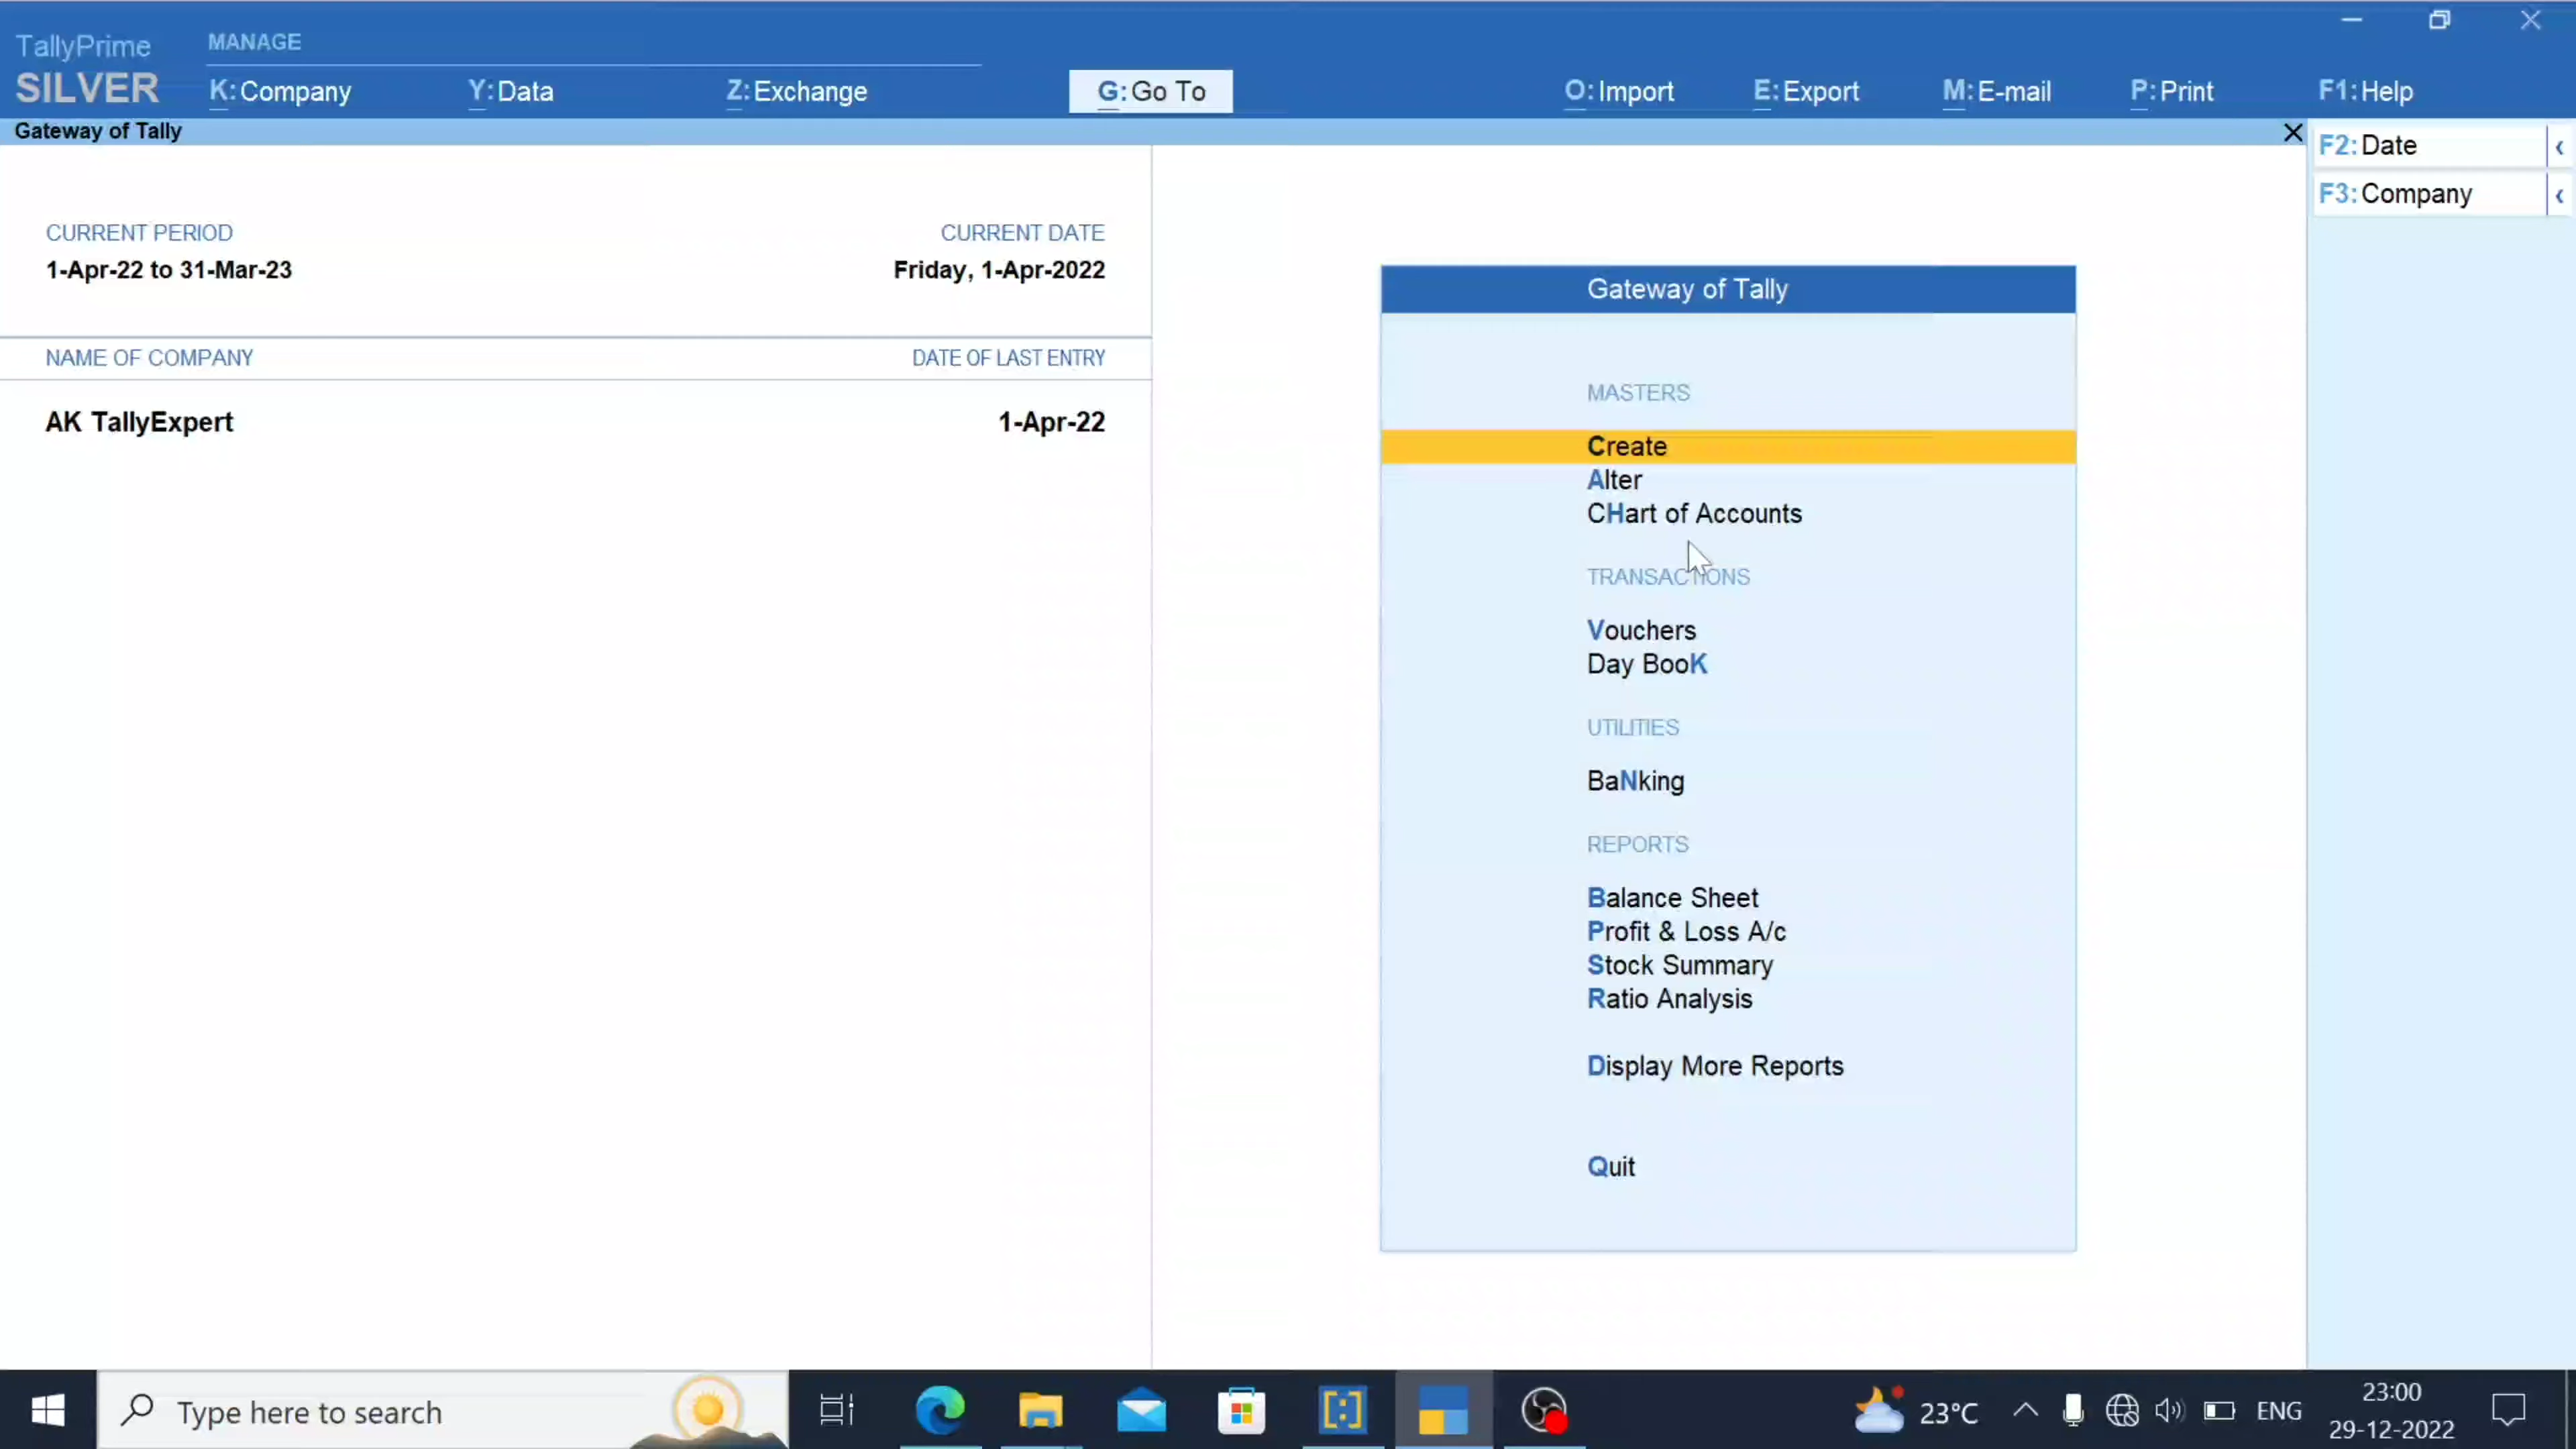 TallyPrime
SILVER
MANAGE
K: Company
Y: Data
Z: Exchange
G: Go To
O: Import
E: Export
M: E-mail
P: Print
F1: Help
Gateway of Tally
F2: Date
F3: Company
CURRENT PERIOD
CURRENT DATE
1-Apr-22 to 31-Mar-23
Friday, 1-Apr-2022
NAME OF COMPANY
DATE OF LAST ENTRY
AK TallyExpert
1-Apr-22
Gateway of Tally
MASTERS
Create
Alter
CHart of Accounts
TRANSACTIONS
Vouchers
Day BooK
UTILITIES
BaNking
REPORTS
Balance Sheet
Profit & Loss A/c
Stock Summary
Ratio Analysis
Display More Reports
Quit
Type here to search
23°C
ENG
23:00
29-12-2022